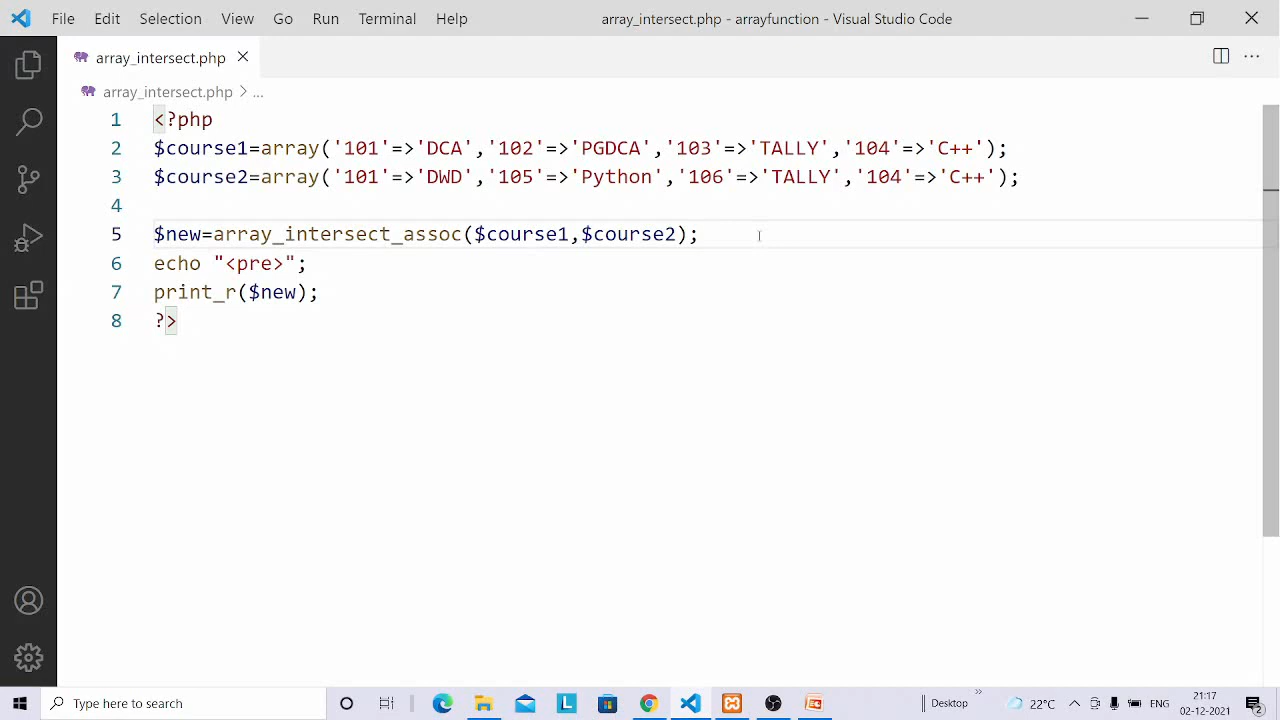 File Edit Selection View Go Run Terminal Help array_intersect.php - arrayfunction - Visual Studio Code
array_intersect.php
array_intersect.php > ...
1 <?php
2 $course1=array('101'=>'DCA','102'=>'PGDCA','103'=>'TALLY','104'=>'C++');
3 $course2=array('101'=>'DWD','105'=>'Python','106'=>'TALLY','104'=>'C++');
4
5 $new=array_intersect_assoc($course1,$course2);
6 echo "<pre>";
7 print_r($new);
8 ?>
Type here to search
Desktop
22°C
ENG
21:17
02-12-2021
2